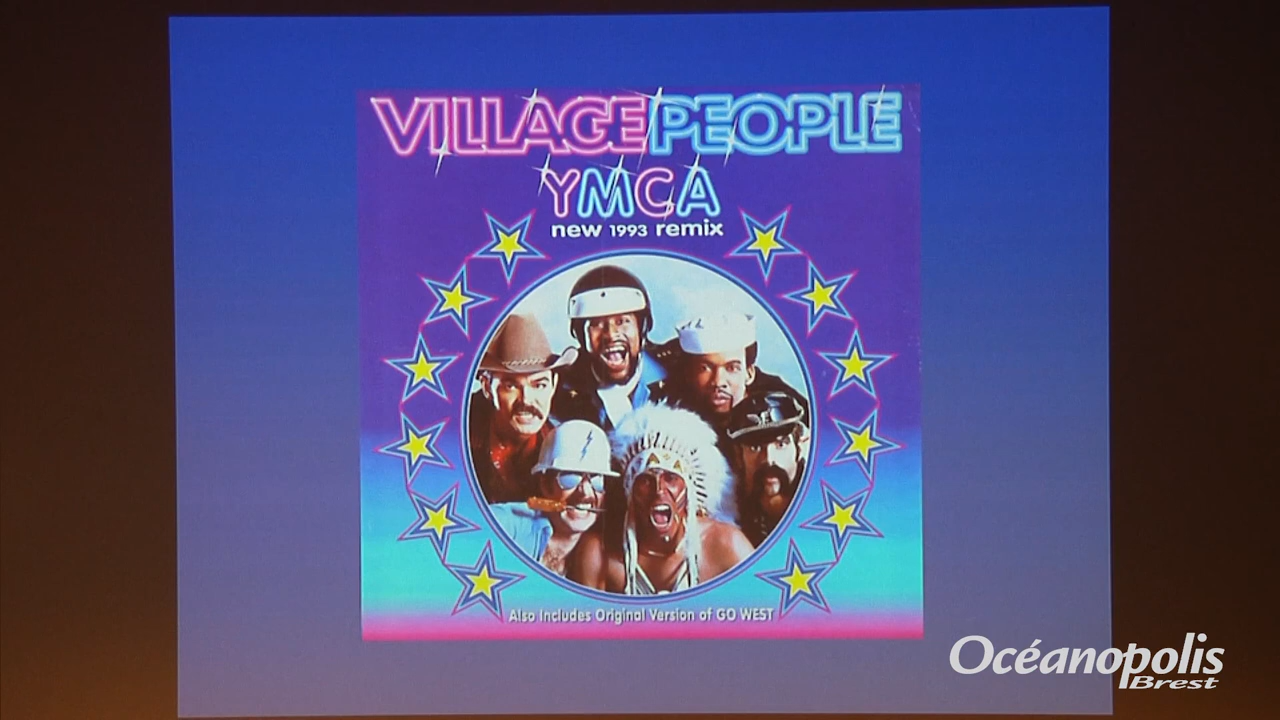 VILLAGE PEOPLE
YMCA
new 1993 remix
Also Includes Original Version of GO WEST
Océanopolis
Brest